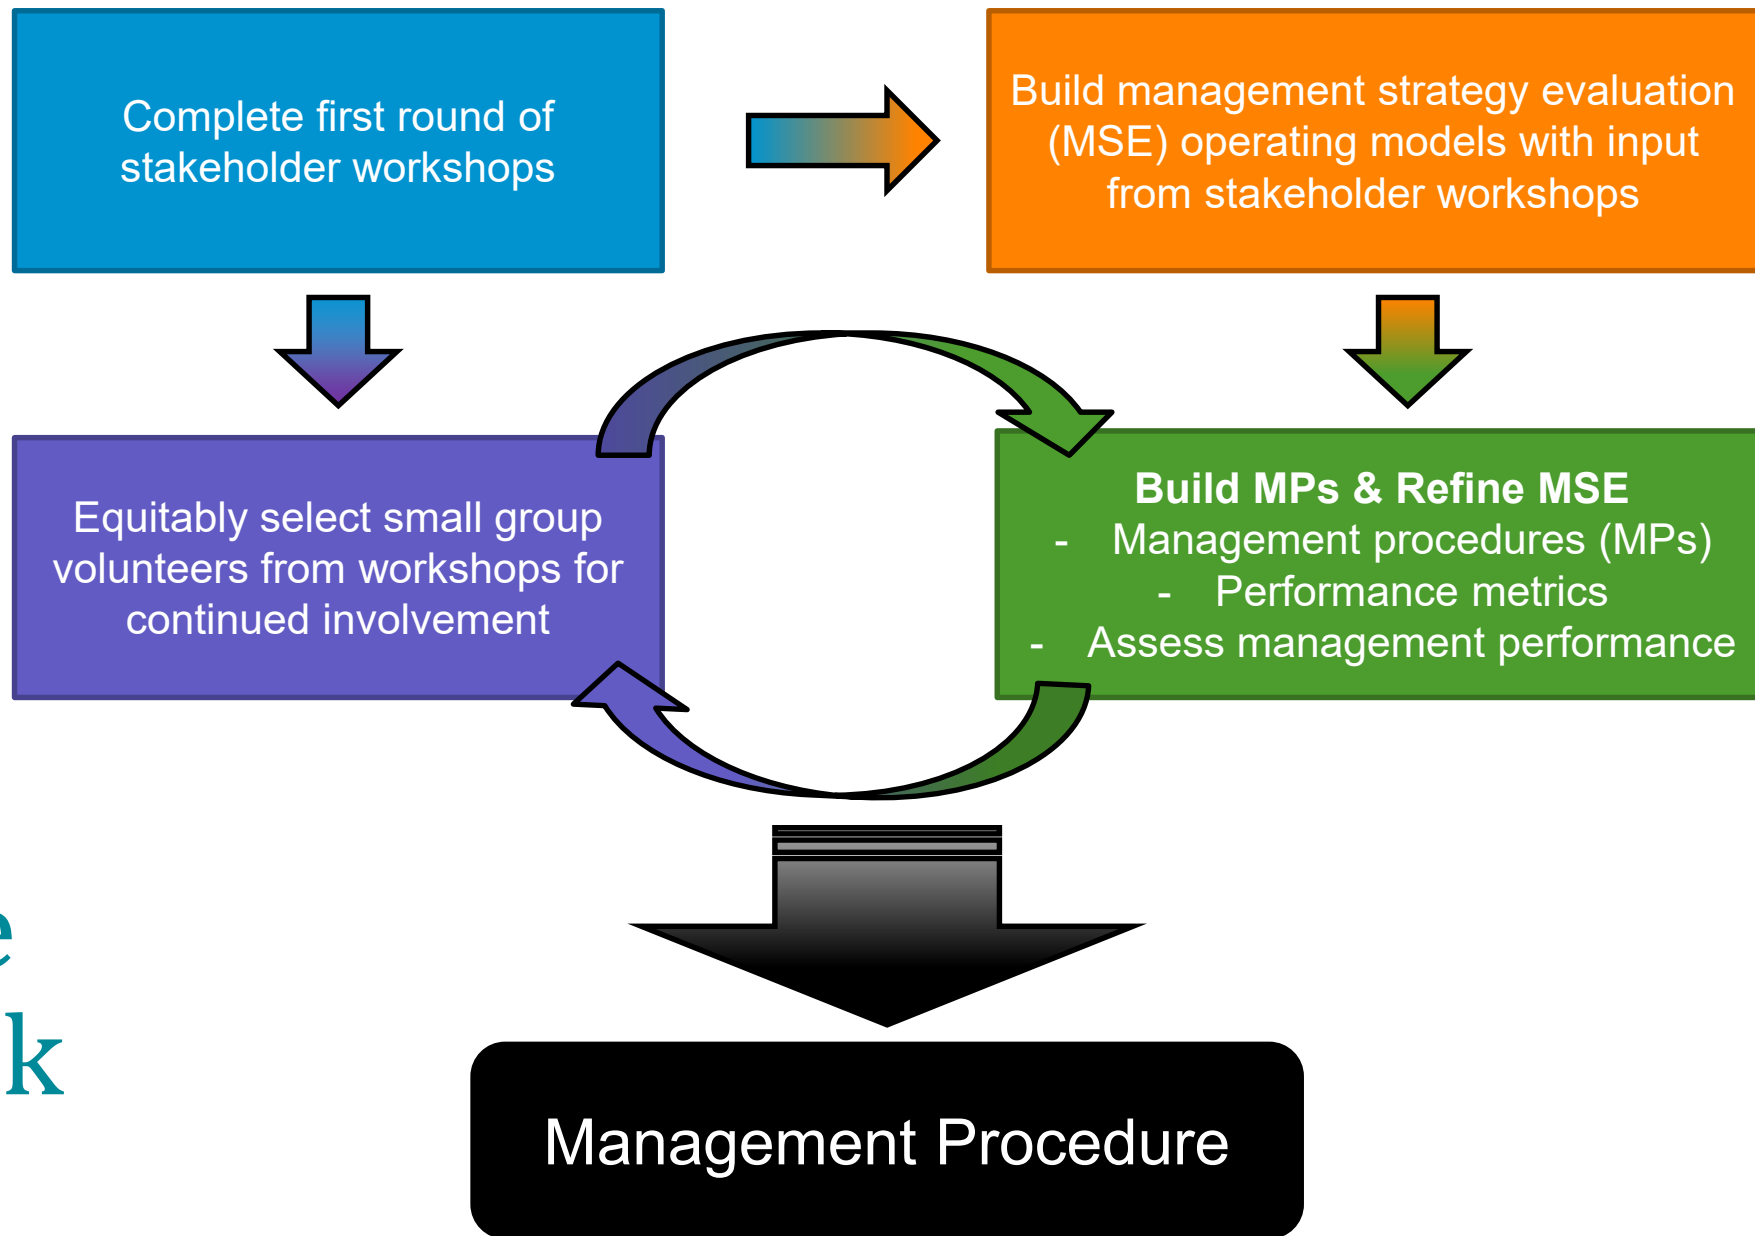 Complete first round of
stakeholder workshops
Build management strategy evaluation
(MSE) operating models with input
from stakeholder workshops
Equitably select small group
volunteers from workshops for
continued involvement
Build MPs & Refine MSE
- Management procedures (MPs)
- Performance metrics
- Assess management performance
e
k
Management Procedure